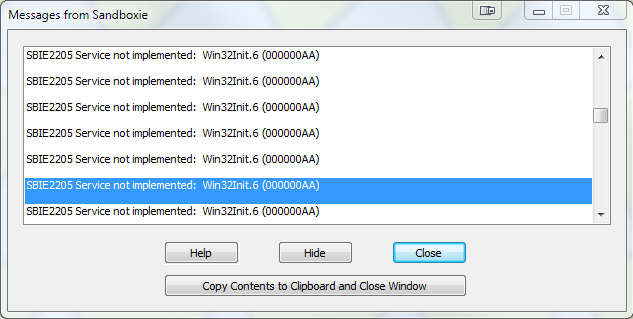 Messages from Sandboxie
SBIE2205 Service not implemented:  Win32Init.6 (000000AA)
SBIE2205 Service not implemented:  Win32Init.6 (000000AA)
SBIE2205 Service not implemented:  Win32Init.6 (000000AA)
SBIE2205 Service not implemented:  Win32Init.6 (000000AA)
SBIE2205 Service not implemented:  Win32Init.6 (000000AA)
SBIE2205 Service not implemented:  Win32Init.6 (000000AA)
SBIE2205 Service not implemented:  Win32Init.6 (000000AA)
Help Hide Close
Copy Contents to Clipboard and Close Window